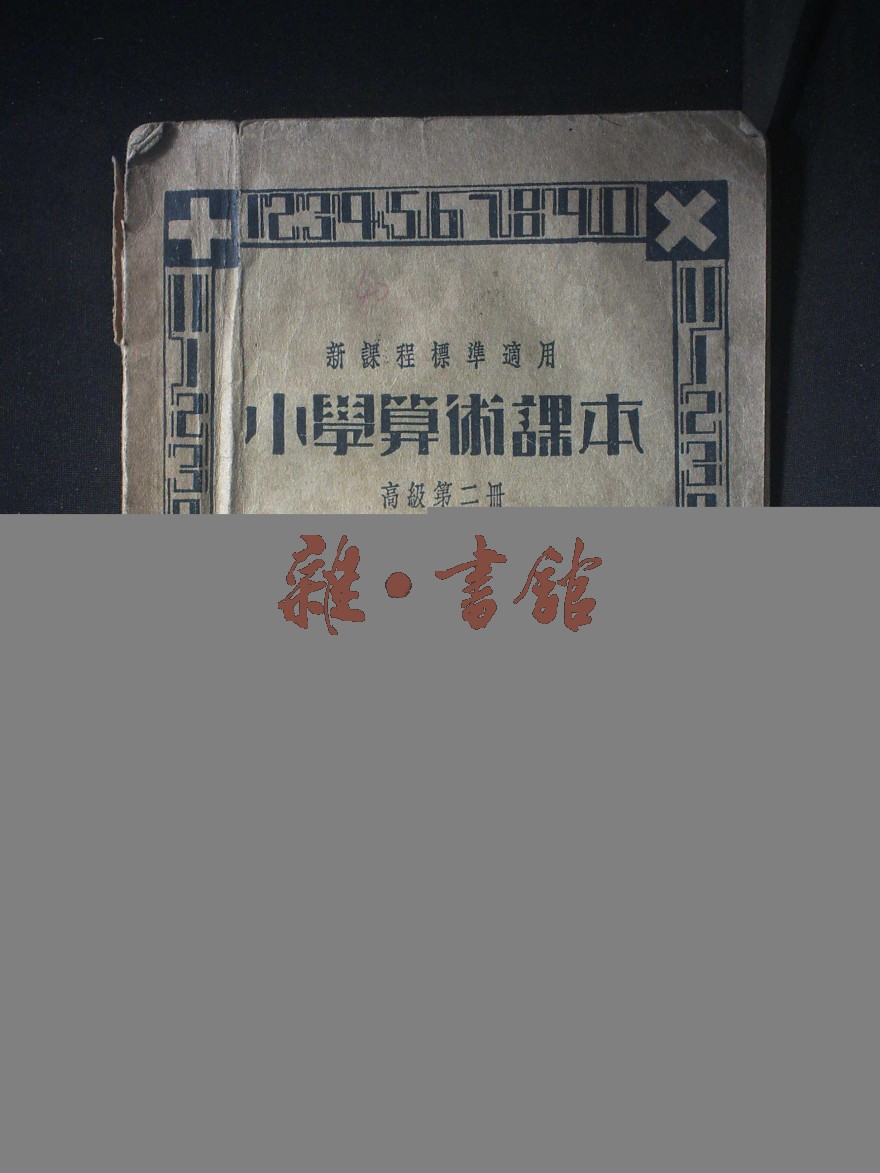 1234567890
新課程標準適用
小學算術課本
高級第二冊
雜·書館